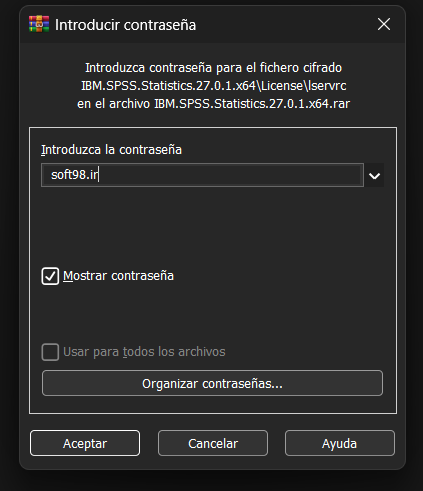 Introducir contraseña
Introduzca contraseña para el fichero cifrado
IBM.SPSS.Statistics.27.0.1.x64\License\lservrc
en el archivo IBM.SPSS.Statistics.27.0.1.x64.rar
Introduzca la contraseña
soft98.ir
Mostrar contraseña
Usar para todos los archivos
Organizar contraseñas...
Aceptar
Cancelar
Ayuda